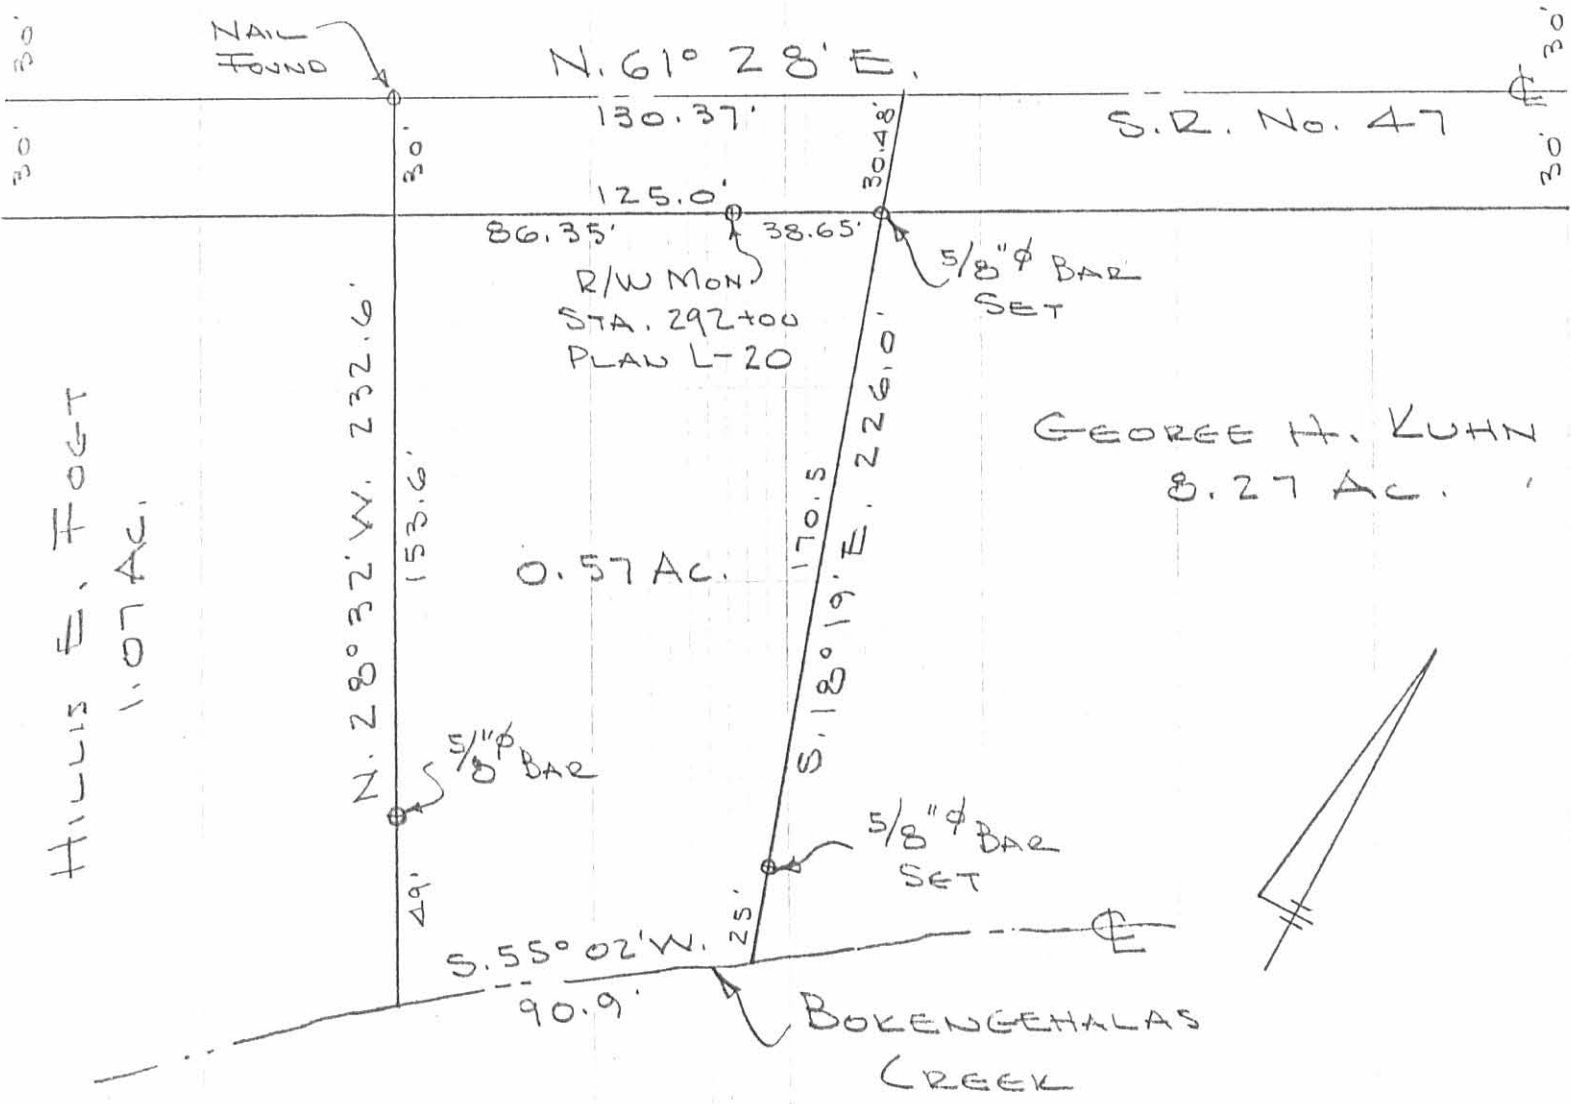 30'
30'
NAIL
FOUND
N. 61° 28' E.
130.37'
S.R. No. 47
℄
30'
30'
30'
30.48'
125.0'
86.35'
38.65'
R/W MON.
STA. 292+00
PLAN L-20
5/8" ⌀ BAR
SET
HILLIS E. FOGT
1.07 AC.
N. 28° 32' W. 232.6'
153.6'
0.57 AC.
170.5
S. 18° 19' E. 226.0'
GEORGE H. KUHN
8.27 AC.
5/8" ⌀ BAR
5/8" ⌀ BAR
SET
49'
25'
S. 55° 02' W.
90.9'
℄
BOKENGEHALAS
CREEK